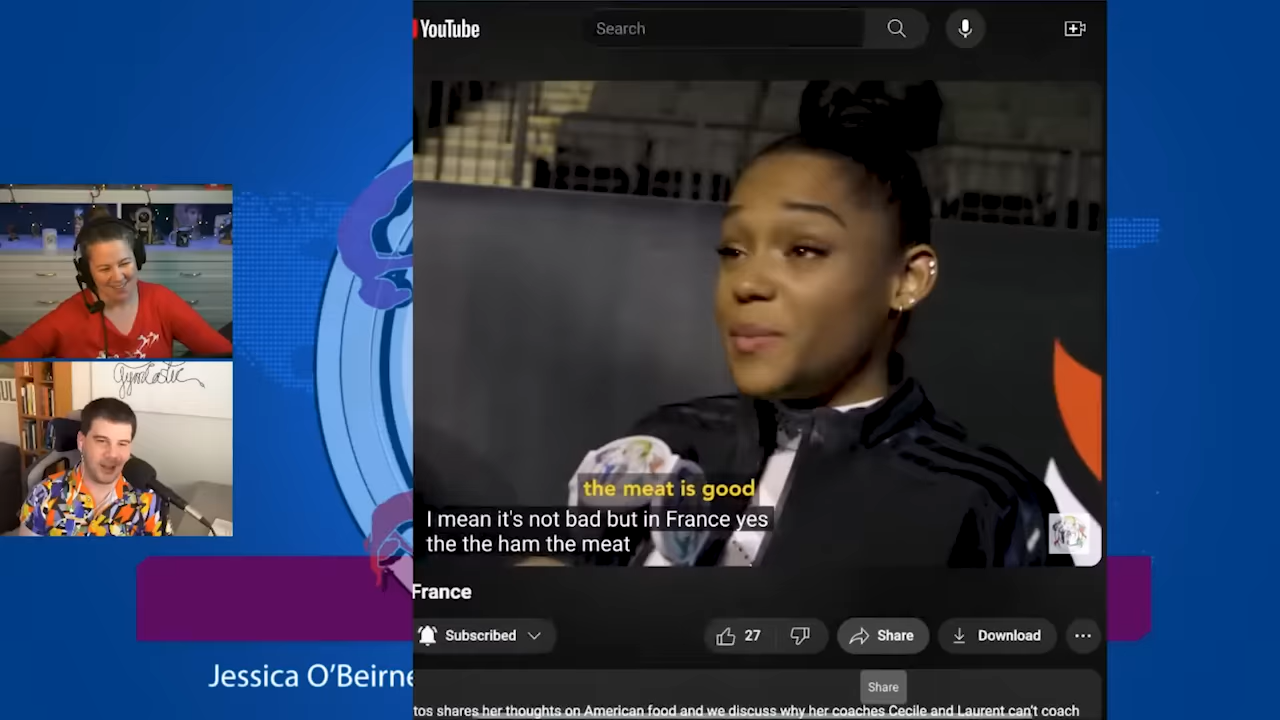 YouTube
Search
GymCastic
the meat is good
I mean it's not bad but in France yes
the the ham the meat
France
Subscribed
27
Share
Download
Share
Jessica O'Beirne
tos shares her thoughts on American food and we discuss why her coaches Cecile and Laurent can't coach